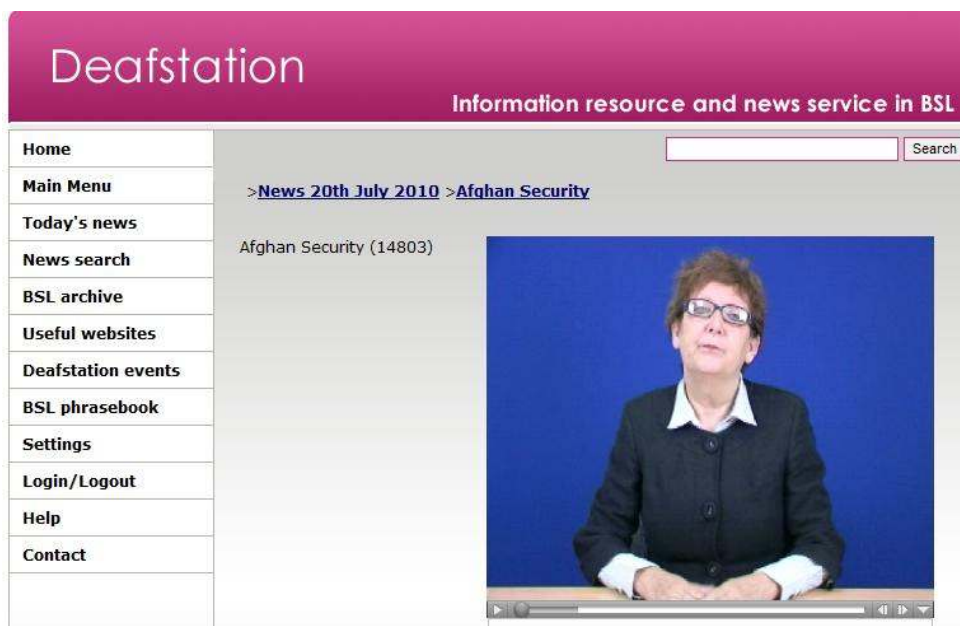 Deafstation
Information resource and news service in BSL
Search
Home
Main Menu
Today's news
News search
BSL archive
Useful websites
Deafstation events
BSL phrasebook
Settings
Login/Logout
Help
Contact
>News 20th July 2010 >Afghan Security
Afghan Security (14803)